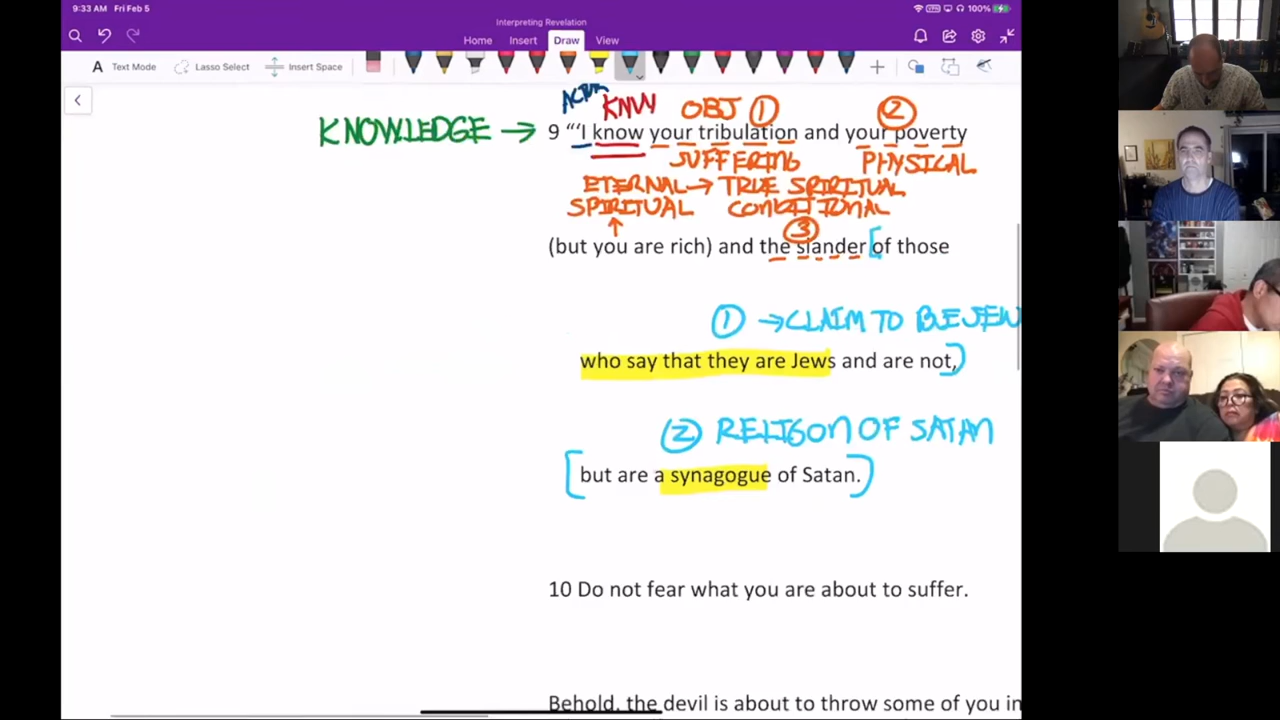 9:33 AM Fri Feb 5
100%
Interpreting Revelation
Home Insert Draw View
A Text Mode Lasso Select Insert Space
ACTOR KNW OBJ 1 2
KNOWLEDGE → 9 “‘I know your tribulation and your poverty
SUFFERING PHYSICAL
ETERNAL → TRUE SPIRITUAL
SPIRITUAL CONDITIONAL
3
(but you are rich) and the slander [of those
1 → CLAIM TO BE JEW
who say that they are Jews and are not,)
2 RELIGON OF SATAN
[but are a synagogue of Satan.)
10 Do not fear what you are about to suffer.
Behold, the devil is about to throw some of you in